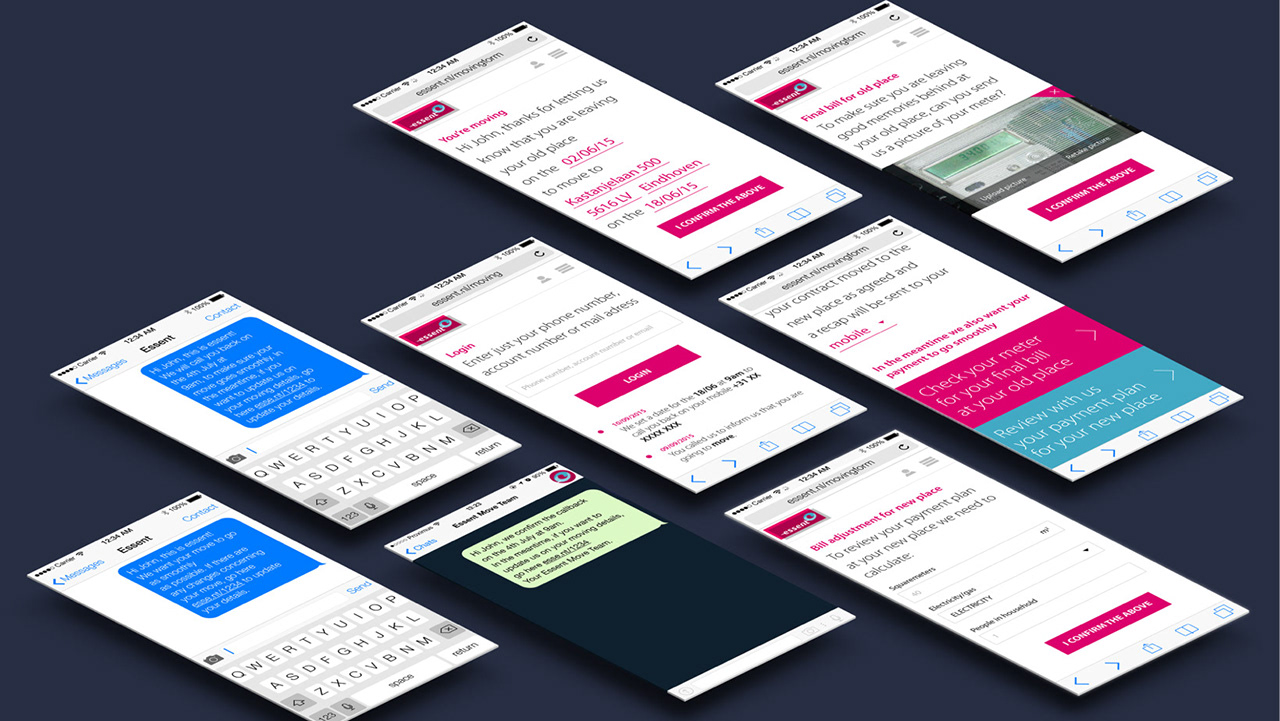 Carrier
12:34 AM
100%
essent.nl/movingform
essent
You're moving
Hi John, thanks for letting us
know that you are leaving
your old place
on the 02/06/15
to move to
Kastanjelaan 500
5616 LV Eindhoven
on the 18/06/15
I CONFIRM THE ABOVE
Carrier
12:34 AM
100%
essent.nl/movingform
essent
Final bill for old place
To make sure you are leaving
good memories behind at
your old place, can you send
us a picture of your meter?
Upload picture
Retake picture
I CONFIRM THE ABOVE
Carrier
12:34 AM
100%
Messages
Essent
Contact
Hi John, this is essent!
We will call you back on
the 4th July at
9am to make sure your
move goes smoothly, in
the meantime if you
want to update us on
your moving details, go
here esse.nt/1234 to
update your details.
Send
Q W E R T Y U I O P
A S D F G H J K L
Z X C V B N M
123
space
return
Carrier
12:34 AM
100%
essent.nl/moving
essent
Login
Enter just your phone number,
account number or mail adress
Phone number, account number or email
LOGIN
10/09/2015
We set a date for the 18/06 at 9am to
call you back on your mobile +31 XX
XXXX XXX
09/09/2015
You called us to inform us that you are
going to move.
Carrier
12:34 AM
100%
essent.nl/movingform
your contract moved to the
new place as agreed and
a recap will be sent to your
mobile
In the meantime we also want your
payment to go smoothly
Check your meter
for your final bill
at your old place
Review with us
your payment plan
for your new place
Carrier
12:34 AM
100%
Messages
Essent
Contact
Hi John, this is essent!
We want your move to go
as smoothly
as possible, if there are
any changes concerning
your move, go here
esse.nt/1234 to update
your details.
Send
Q W E R T Y U I O P
A S D F G H J K L
Z X C V B N M
123
space
return
Proximus
13:23
90%
Chats
Essent Move Team
Hi John, we confirm the callback
on the 4th July at 9am.
In the meantime, if you want to
update us on your moving details,
go here esse.nt/1234
Your Essent Move Team.
Carrier
12:34 AM
100%
essent.nl/movingform
essent
Bill adjustment for new place
To review your payment plan
at your new place we need to
calculate:
Squaremeters
40
m²
Electricity/gas
ELECTRICITY
People in household
1
I CONFIRM THE ABOVE